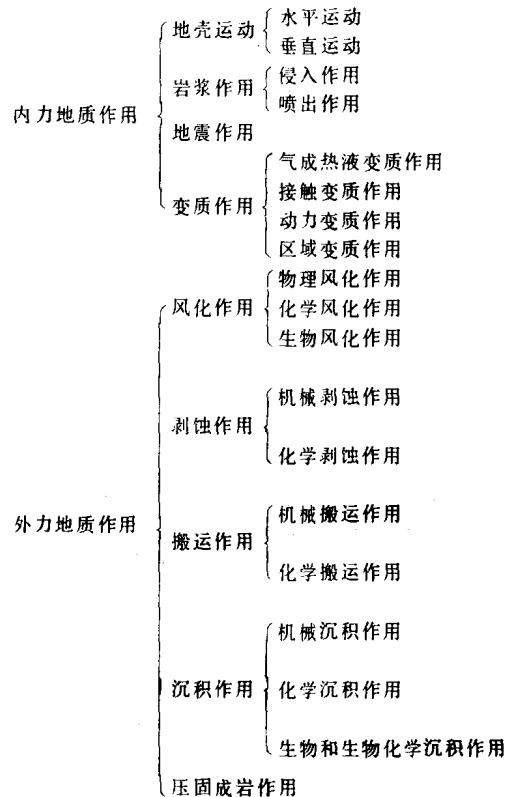 水平运动
地壳运动
垂直运动
侵入作用
岩浆作用
喷出作用
内力地质作用
地震作用
气成热液变质作用
接触变质作用
变质作用
动力变质作用
区域变质作用
物理风化作用
风化作用 化学风化作用
生物风化作用
机械剥蚀作用
剥蚀作用
化学剥蚀作用
机械搬运作用
外力地质作用
搬运作用
化学搬运作用
机械沉积作用
沉积作用 化学沉积作用
生物和生物化学沉积作用
压固成岩作用